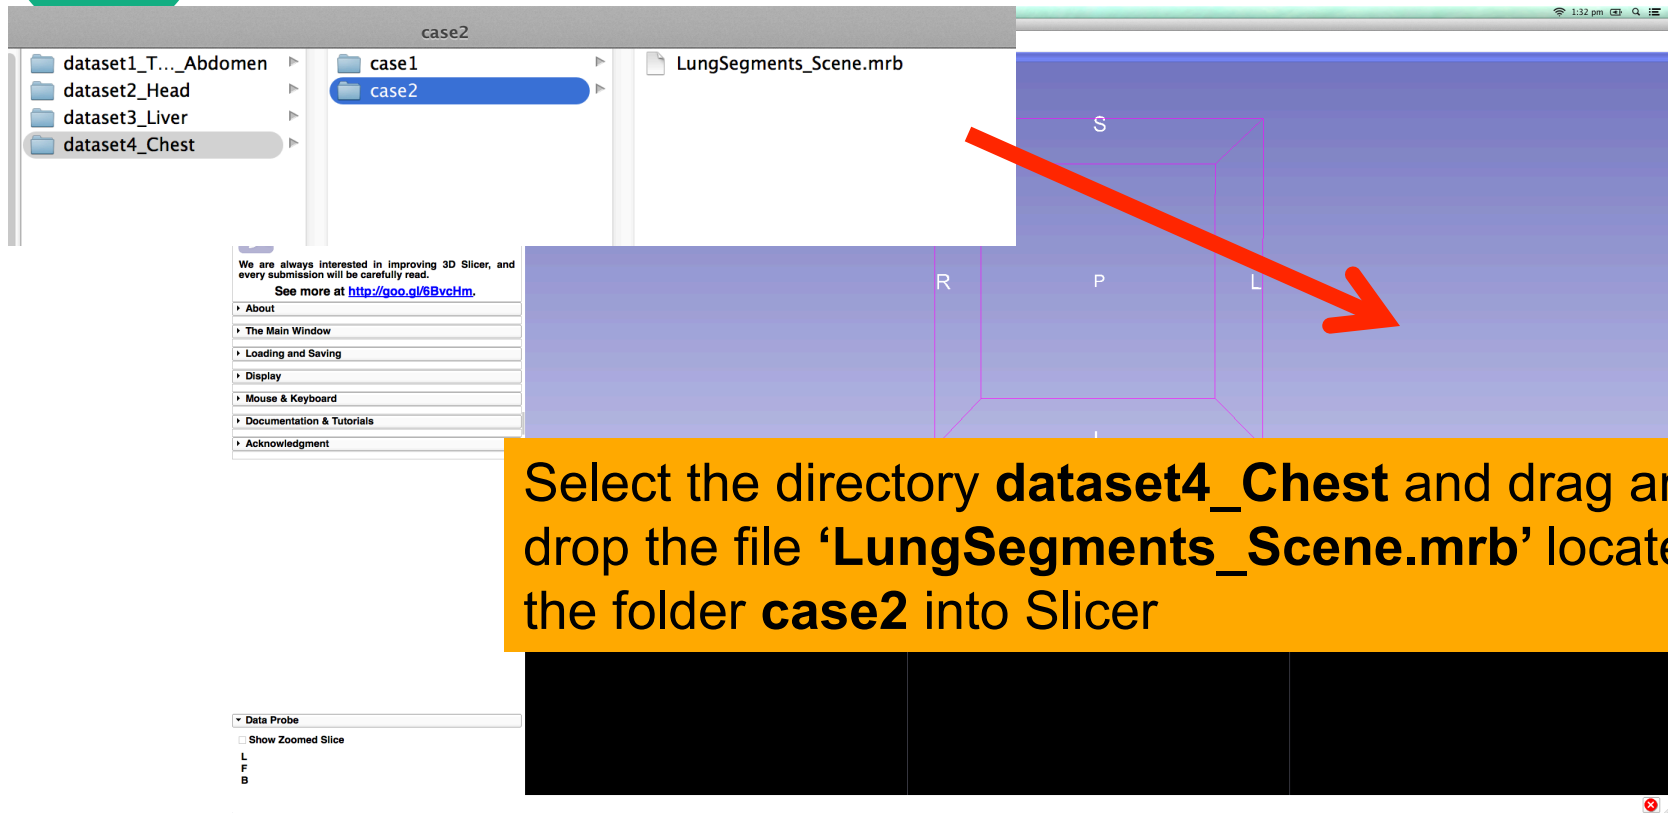 1:32 pm
case2
dataset1_T..._Abdomen
dataset2_Head
dataset3_Liver
dataset4_Chest
case1
case2
LungSegments_Scene.mrb
S
R
P
L
We are always interested in improving 3D Slicer, and
every submission will be carefully read.
See more at http://goo.gl/6BvcHm.
About
The Main Window
Loading and Saving
Display
Mouse & Keyboard
Documentation & Tutorials
Acknowledgment
Select the directory dataset4_Chest and drag
drop the file ‘LungSegments_Scene.mrb’
the folder case2 into Slicer
Data Probe
Show Zoomed Slice
L
F
B